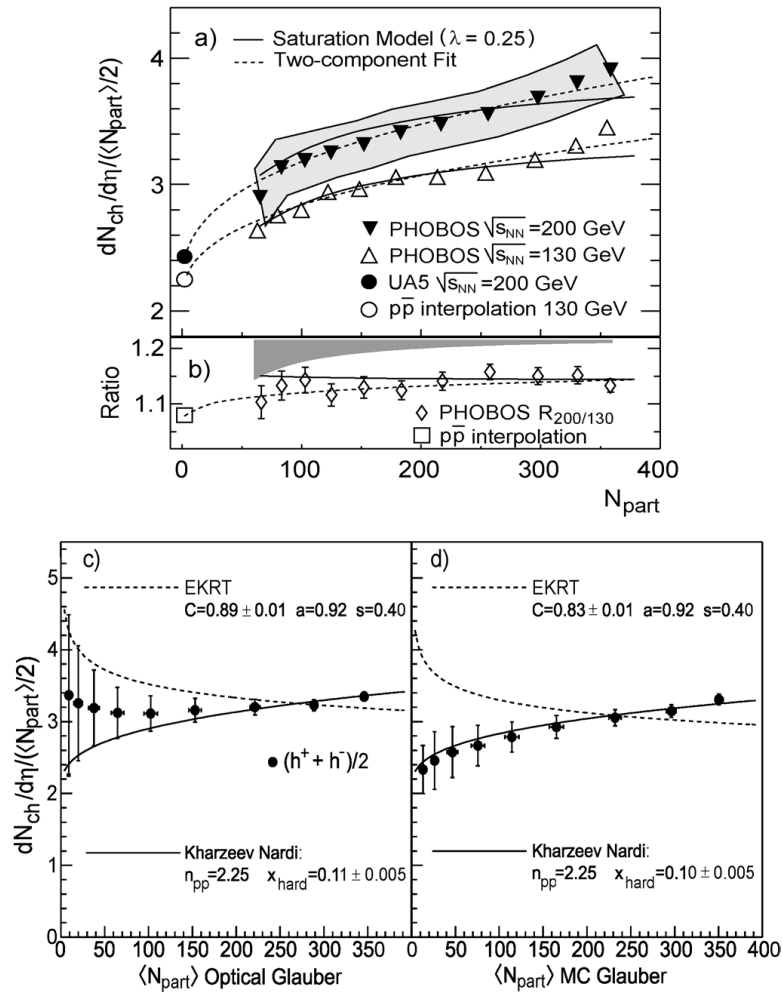 a)
Saturation Model (λ = 0.25)
Two-component Fit
dN_ch/dη/(⟨N_part⟩/2)
4
3
2
PHOBOS √s_NN = 200 GeV
PHOBOS √s_NN = 130 GeV
UA5 √s_NN = 200 GeV
pp̅ interpolation 130 GeV
b)
Ratio
1.2
1.1
PHOBOS R_200/130
pp̅ interpolation
0 100 200 300 400
N_part
c)
EKRT
C=0.89 ± 0.01 a=0.92 s=0.40
dN_ch/dη/(⟨N_part⟩/2)
5
4
3
2
1
0
(h⁺ + h⁻)/2
Kharzeev Nardi:
n_pp=2.25 x_hard=0.11 ± 0.005
0 50 100 150 200 250 300 350
⟨N_part⟩ Optical Glauber
d)
EKRT
C=0.83 ± 0.01 a=0.92 s=0.40
Kharzeev Nardi:
n_pp=2.25 x_hard=0.10 ± 0.005
0 50 100 150 200 250 300 350 400
⟨N_part⟩ MC Glauber